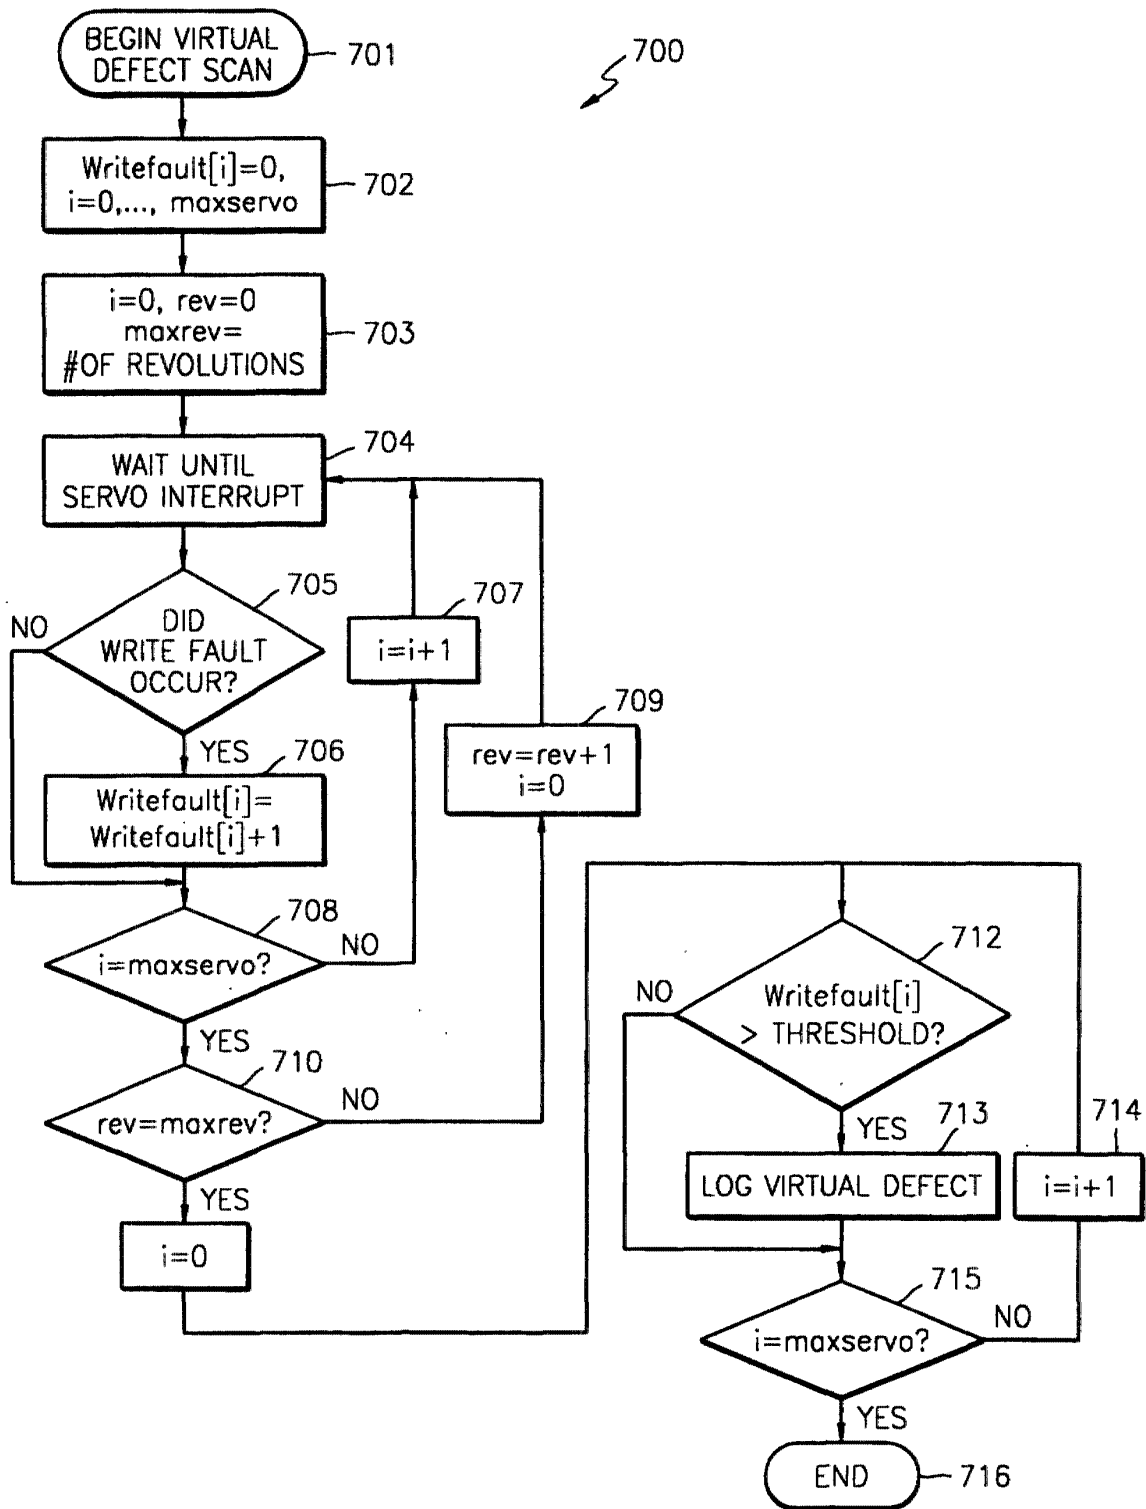 BEGIN VIRTUAL
DEFECT SCAN
701
700
Writefault[i]=0,
i=0,..., maxservo
702
i=0, rev=0
maxrev=
#OF REVOLUTIONS
703
704
WAIT UNTIL
SERVO INTERRUPT
705
NO
DID
WRITE FAULT
OCCUR?
707
i=i+1
YES
706
Writefault[i]=
Writefault[i]+1
709
rev=rev+1
i=0
708
i=maxservo?
NO
YES
710
rev=maxrev?
NO
YES
i=0
712
NO
Writefault[i]
> THRESHOLD?
YES
713
LOG VIRTUAL DEFECT
714
i=i+1
715
i=maxservo?
NO
YES
END
716